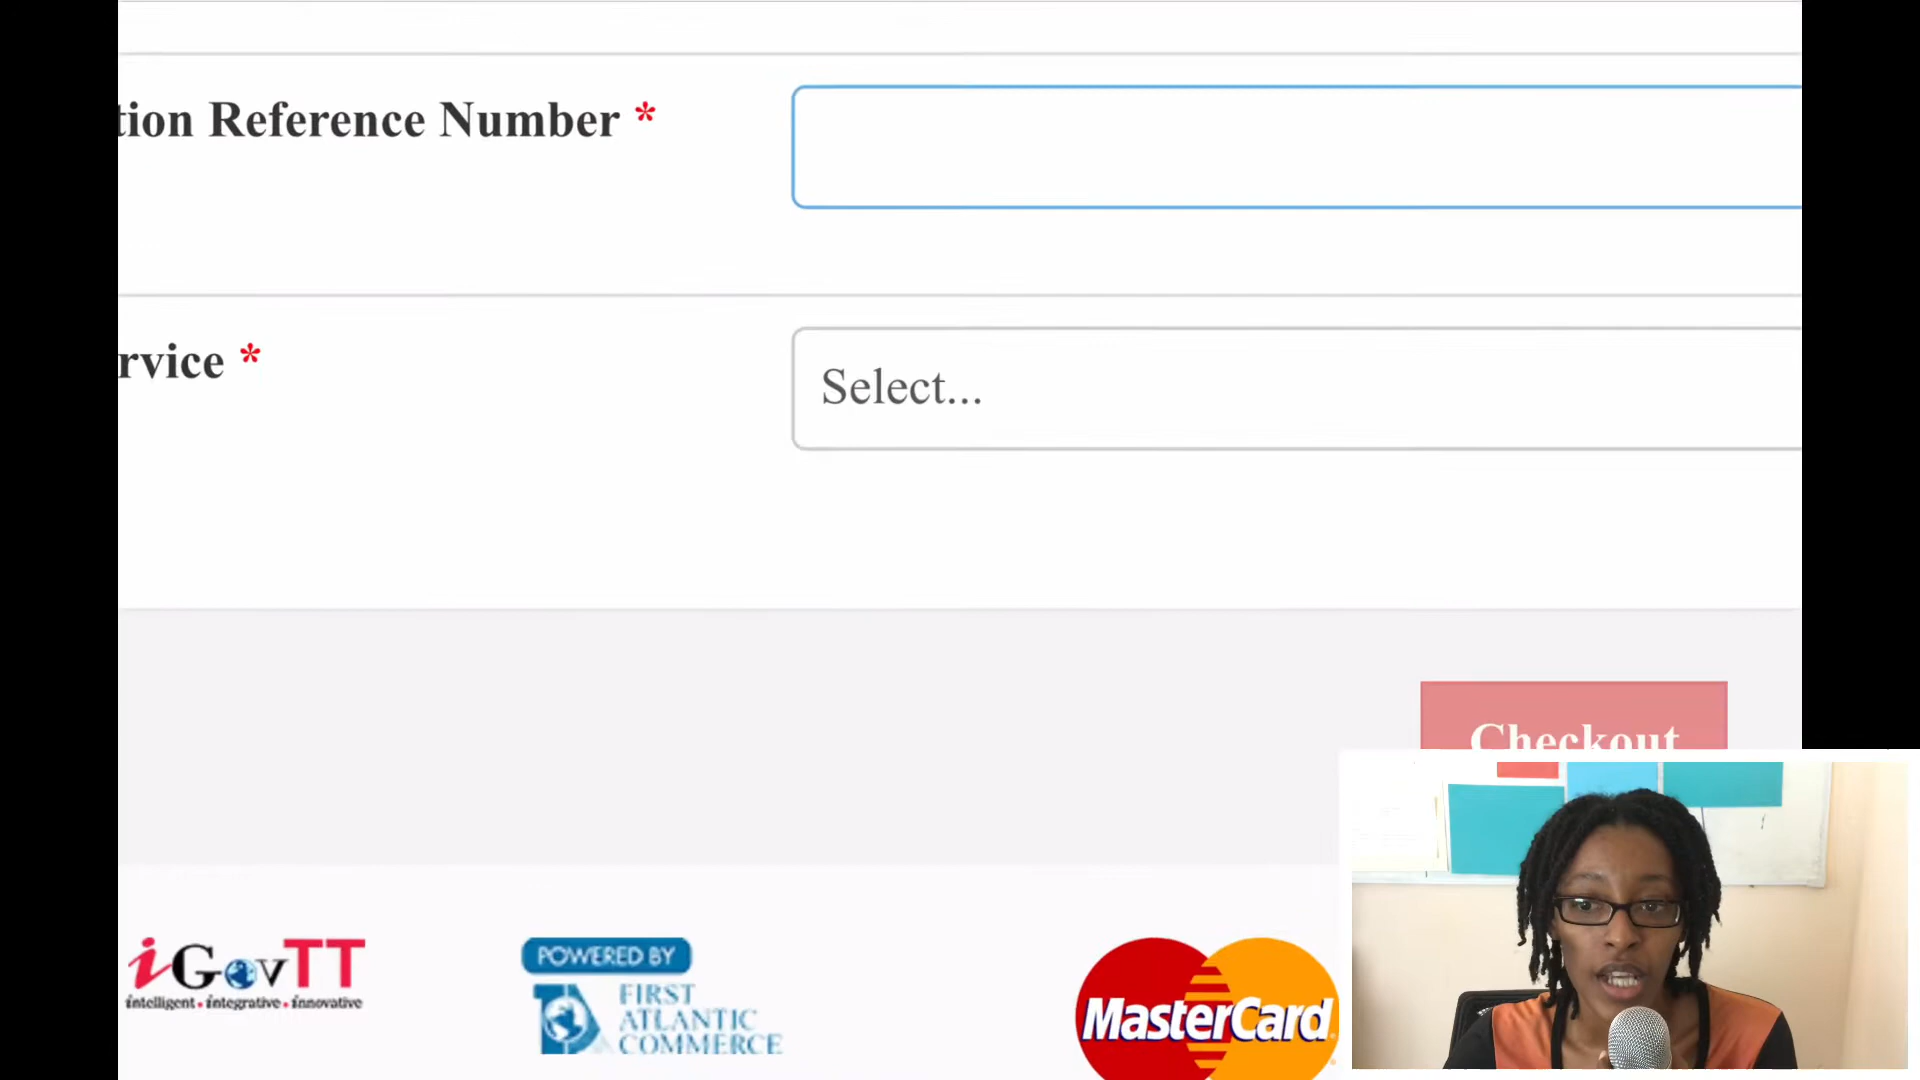 tion Reference Number *
rvice *
Select...
Checkout
iGovTT
intelligent • integrative • innovative
POWERED BY
FIRST
ATLANTIC
COMMERCE
MasterCard